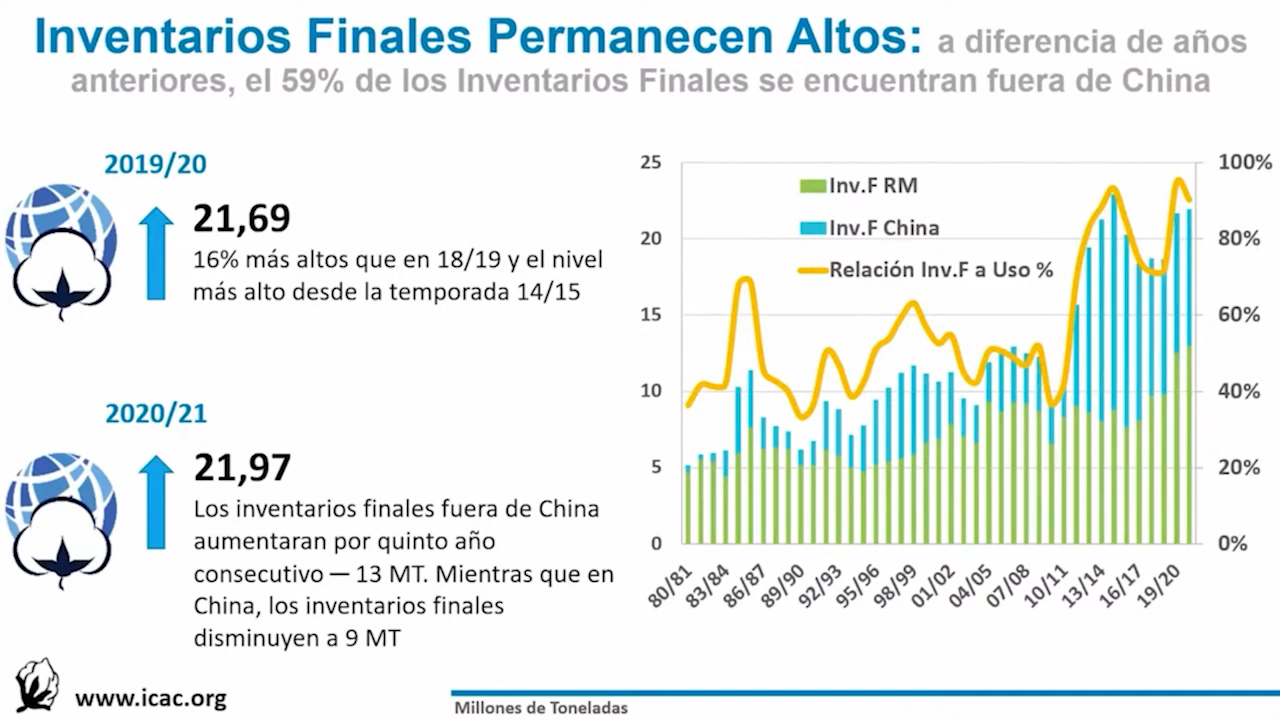 Inventarios Finales Permanecen Altos: a diferencia de años
anteriores, el 59% de los Inventarios Finales se encuentran fuera de China
2019/20
21,69
16% más altos que en 18/19 y el nivel
más alto desde la temporada 14/15
2020/21
21,97
Los inventarios finales fuera de China
aumentaran por quinto año
consecutivo — 13 MT. Mientras que en
China, los inventarios finales
disminuyen a 9 MT
25
20
15
10
5
0
Inv.F RM
Inv.F China
Relación Inv.F a Uso %
100%
80%
60%
40%
20%
0%
80/81
83/84
86/87
89/90
92/93
95/96
98/99
01/02
04/05
07/08
10/11
13/14
16/17
19/20
www.icac.org
Millones de Toneladas